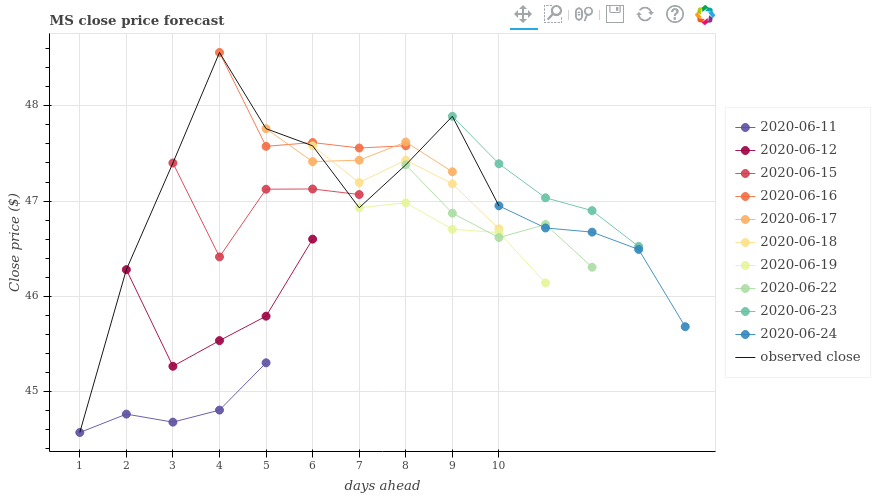 MS close price forecast
48
47
46
45
Close price ($)
1 2 3 4 5 6 7 8 9 10
days ahead
2020-06-11
2020-06-12
2020-06-15
2020-06-16
2020-06-17
2020-06-18
2020-06-19
2020-06-22
2020-06-23
2020-06-24
observed close